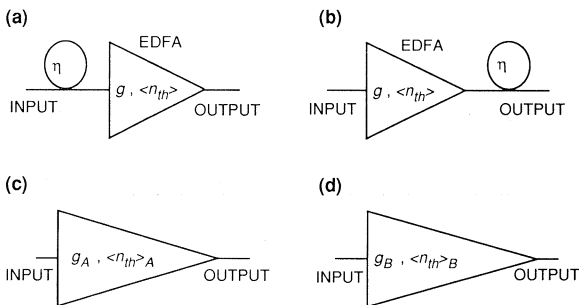 (a)
EDFA
η
g , <n_th>
INPUT
OUTPUT
(b)
EDFA
g , <n_th>
η
INPUT
OUTPUT
(c)
g_A , <n_th>_A
INPUT
OUTPUT
(d)
g_B , <n_th>_B
INPUT
OUTPUT